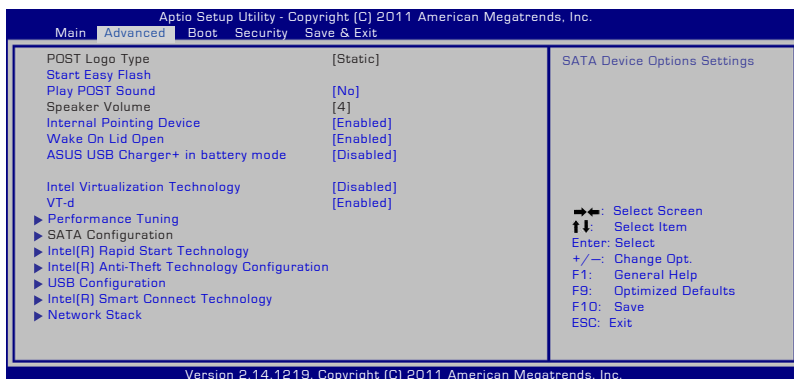 Aptio Setup Utility - Copyright (C) 2011 American Megatrends, Inc.
Main Advanced Boot Security Save & Exit
POST Logo Type [Static]
Start Easy Flash
Play POST Sound [No]
Speaker Volume [4]
Internal Pointing Device [Enabled]
Wake On Lid Open [Enabled]
ASUS USB Charger+ in battery mode [Disabled]
Intel Virtualization Technology [Disabled]
VT-d [Enabled]
Performance Tuning
SATA Configuration
Intel(R) Rapid Start Technology
Intel(R) Anti-Theft Technology Configuration
USB Configuration
Intel(R) Smart Connect Technology
Network Stack
SATA Device Options Settings
→←: Select Screen
↑↓: Select Item
Enter: Select
+/—: Change Opt.
F1: General Help
F9: Optimized Defaults
F10: Save
ESC: Exit
Version 2.14.1219. Copyright (C) 2011 American Megatrends, Inc.